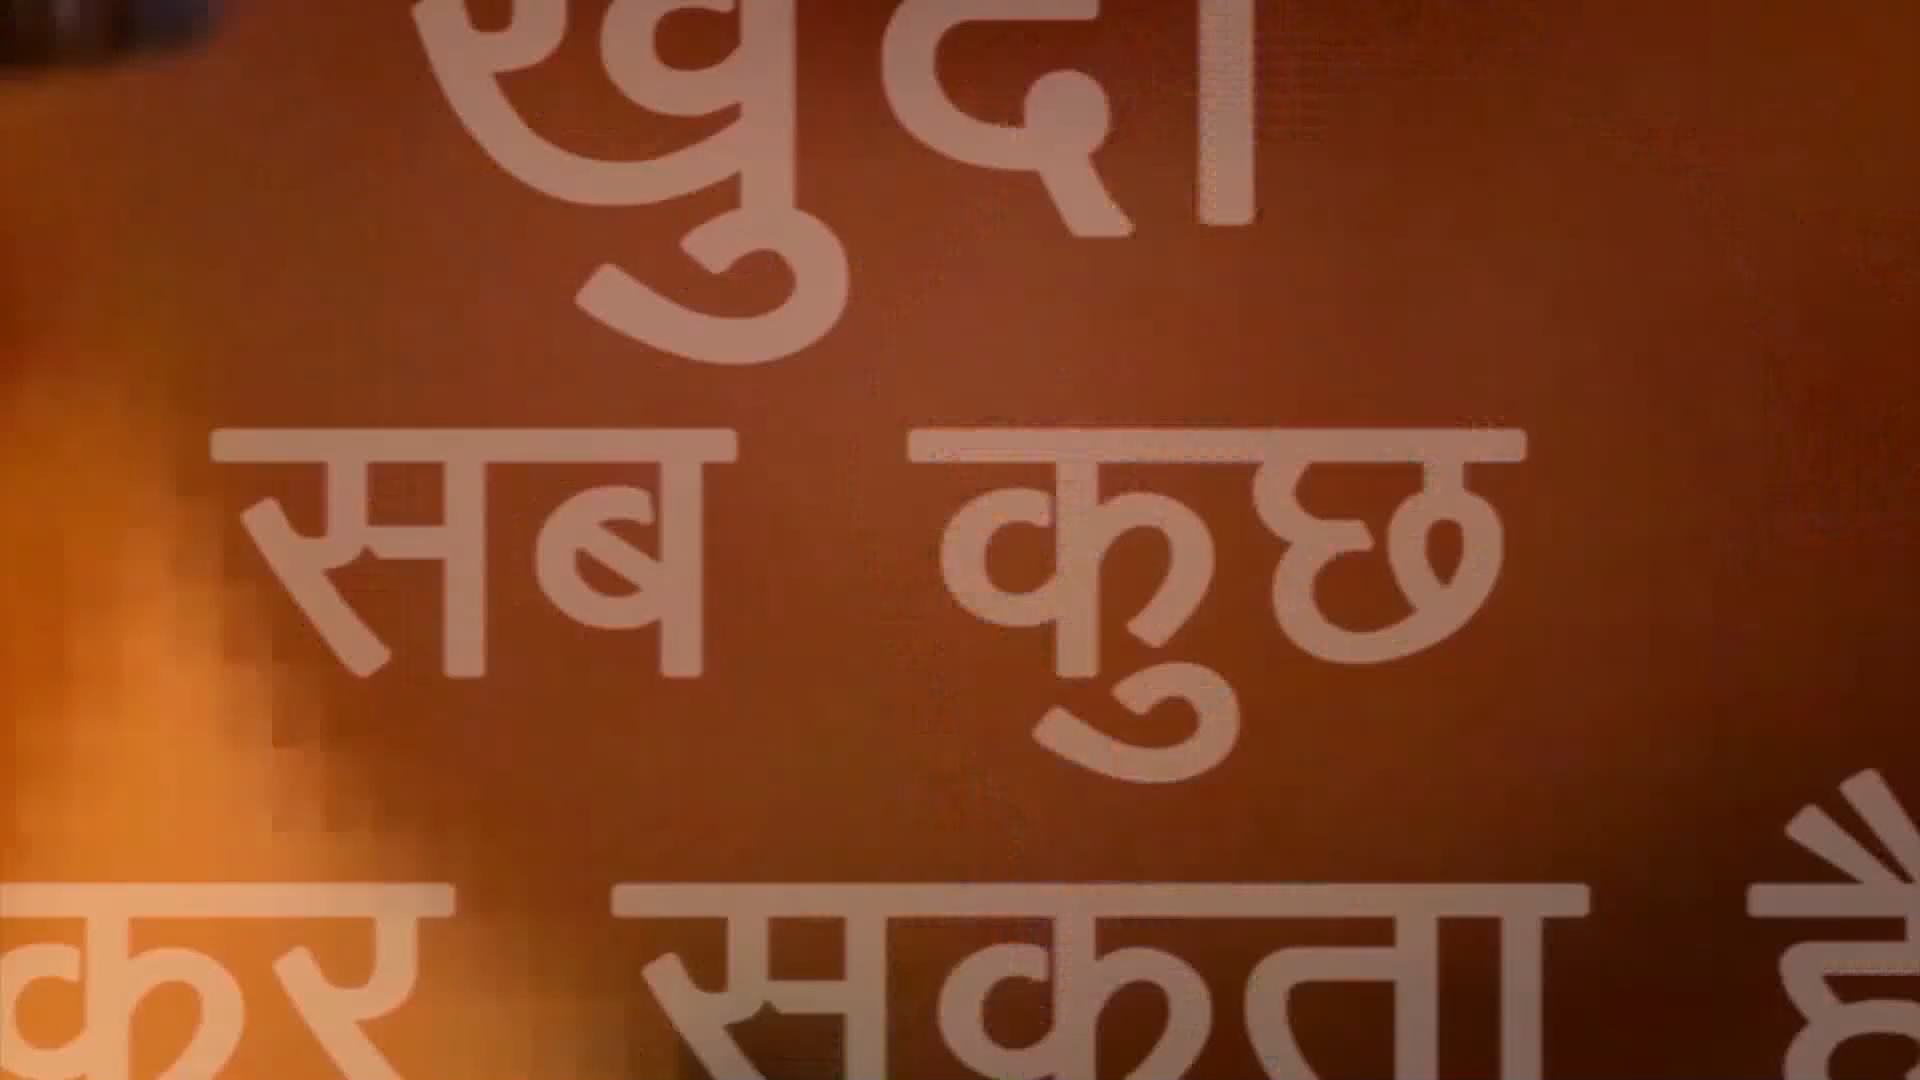 खुदा
सब कुछ
कर सकता है